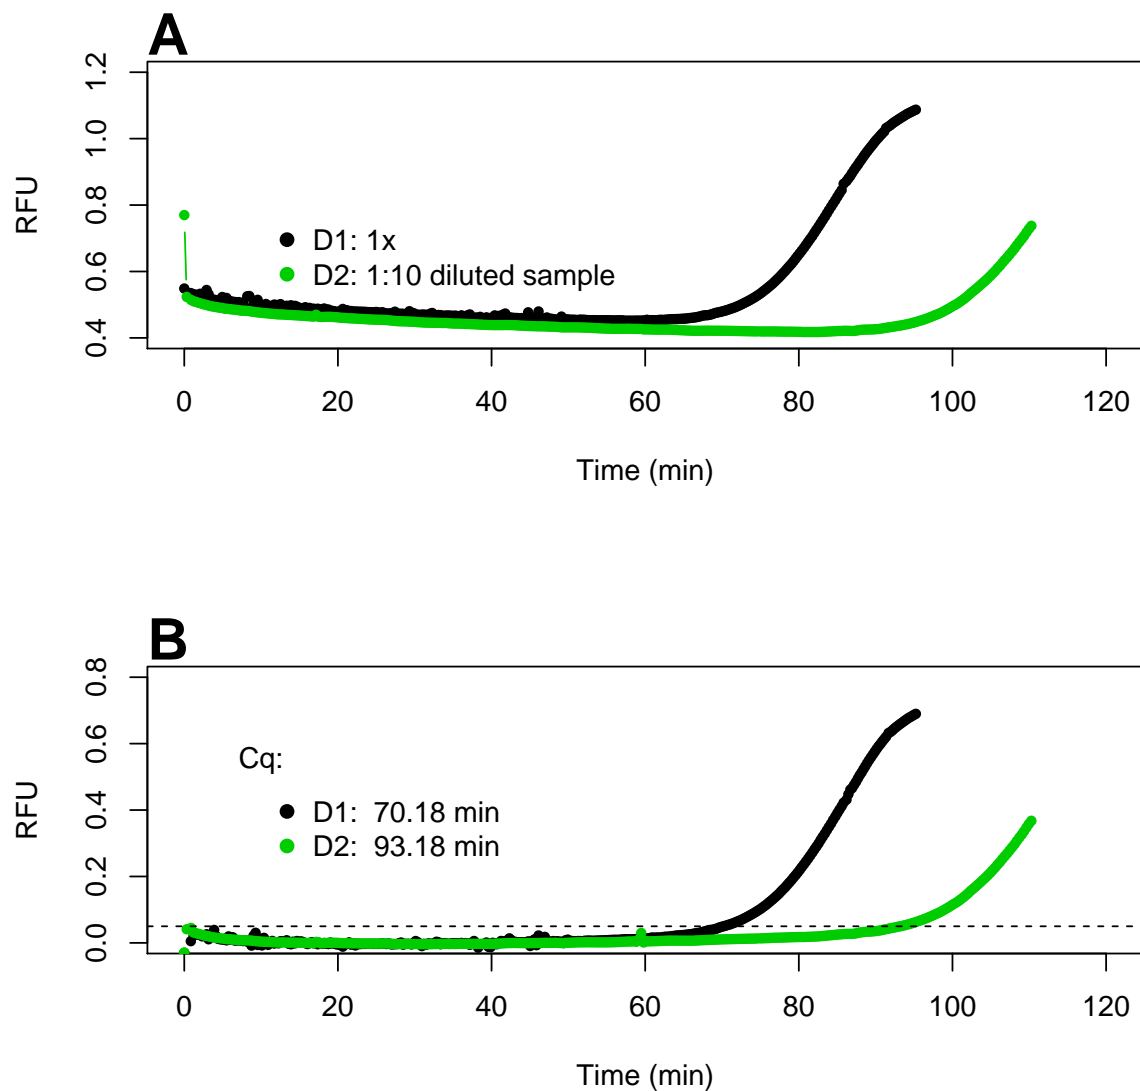 A
1.2
1.0
0.8
0.6
0.4
RFU
D1: 1x
D2: 1:10 diluted sample
0 20 40 60 80 100 120
Time (min)
B
0.8
0.6
0.4
0.2
0.0
RFU
Cq:
D1: 70.18 min
D2: 93.18 min
0 20 40 60 80 100 120
Time (min)